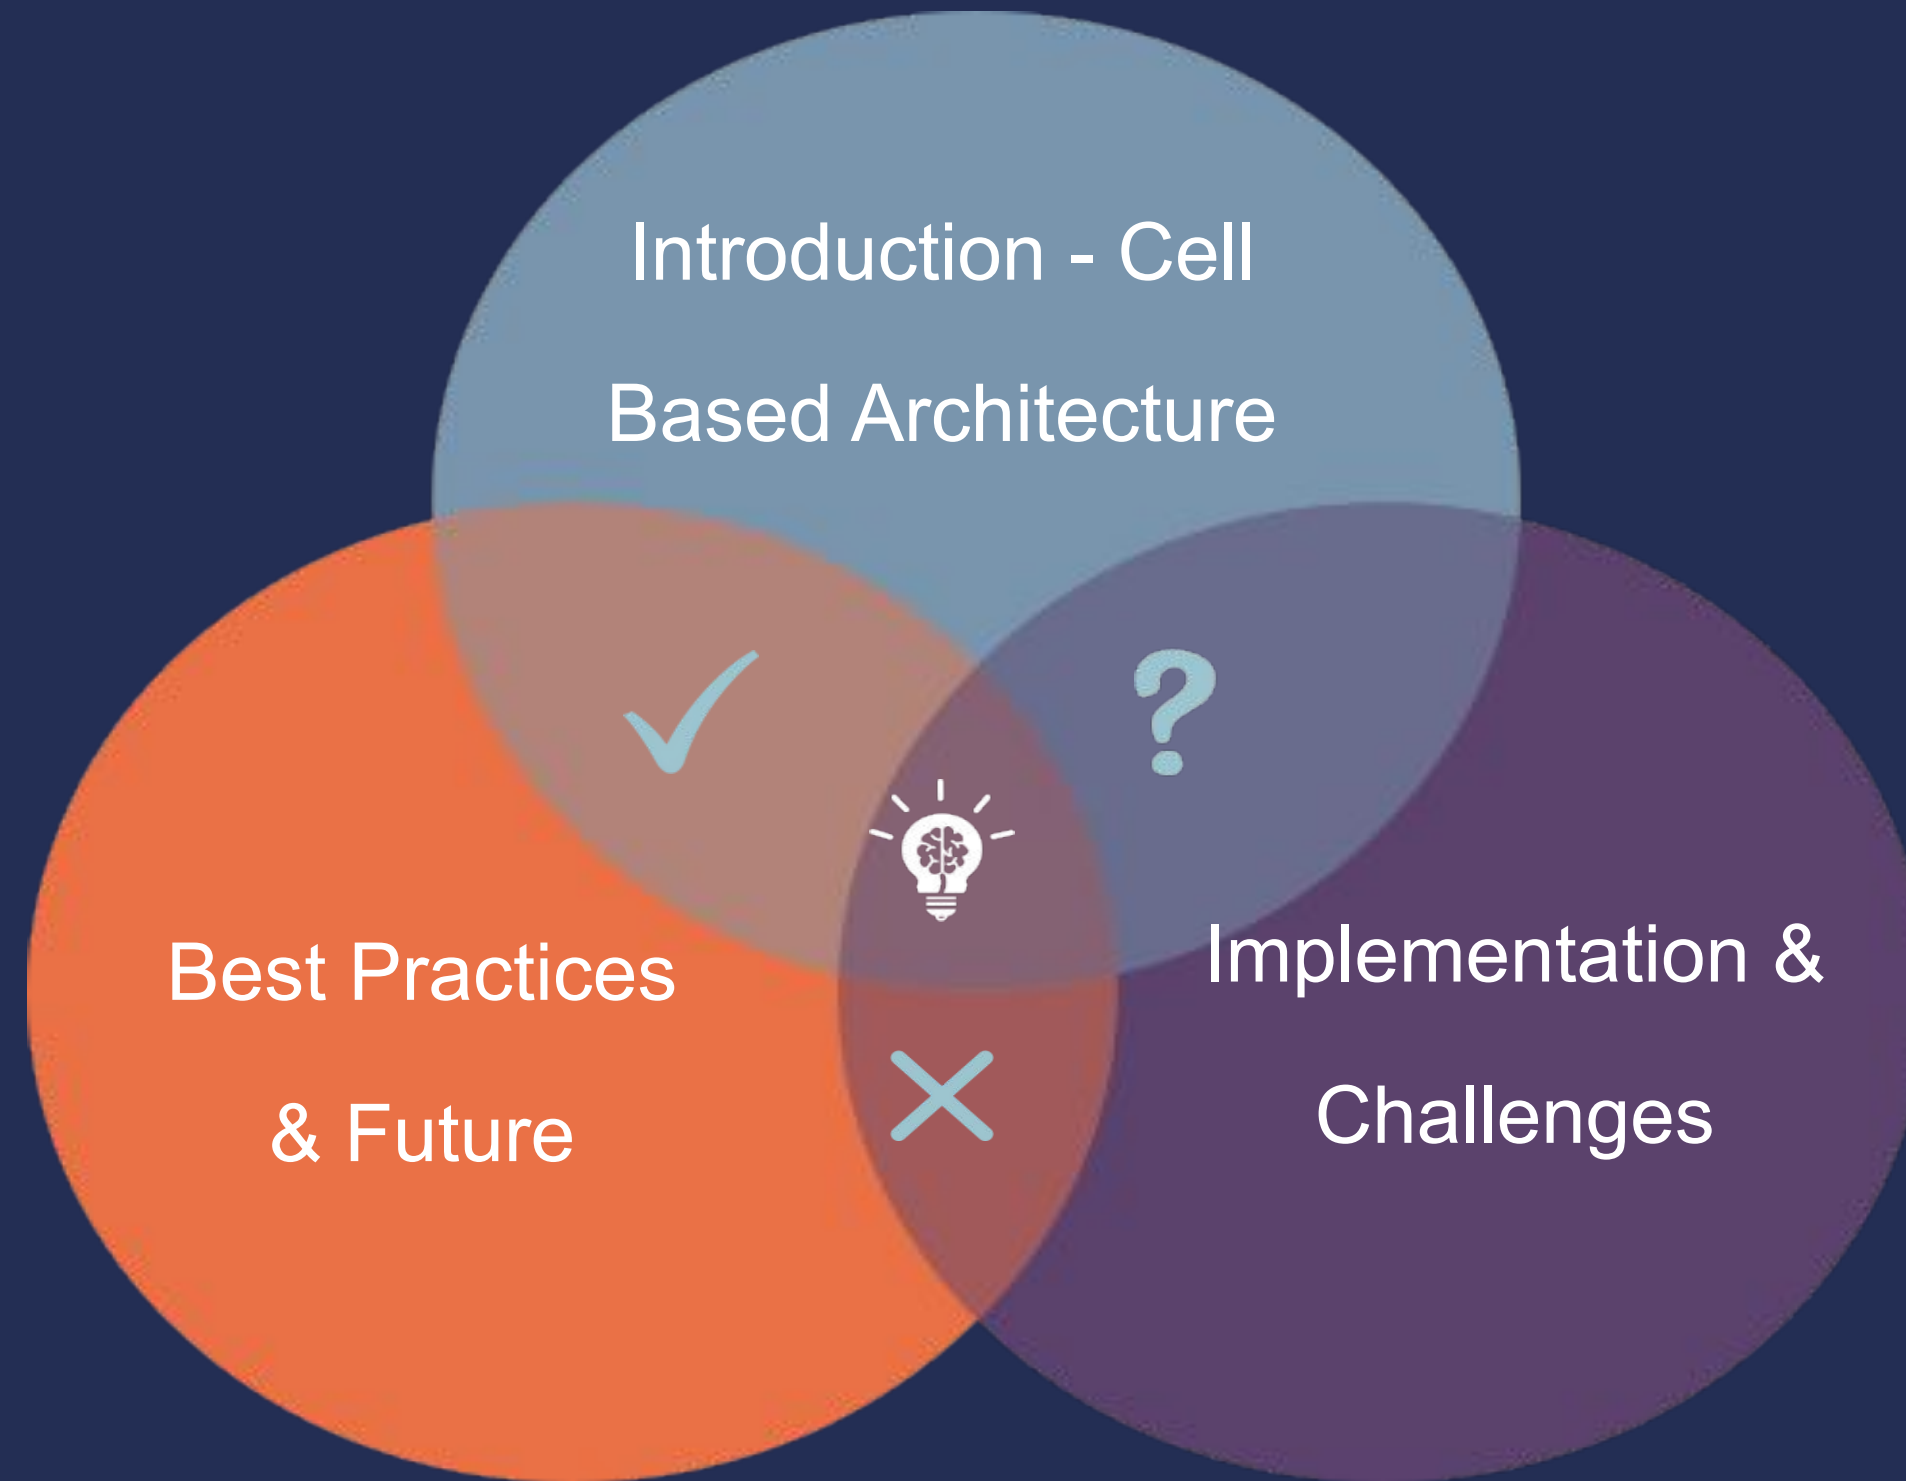 Introduction - Cell
Based Architecture
Best Practices
& Future
Implementation &
Challenges